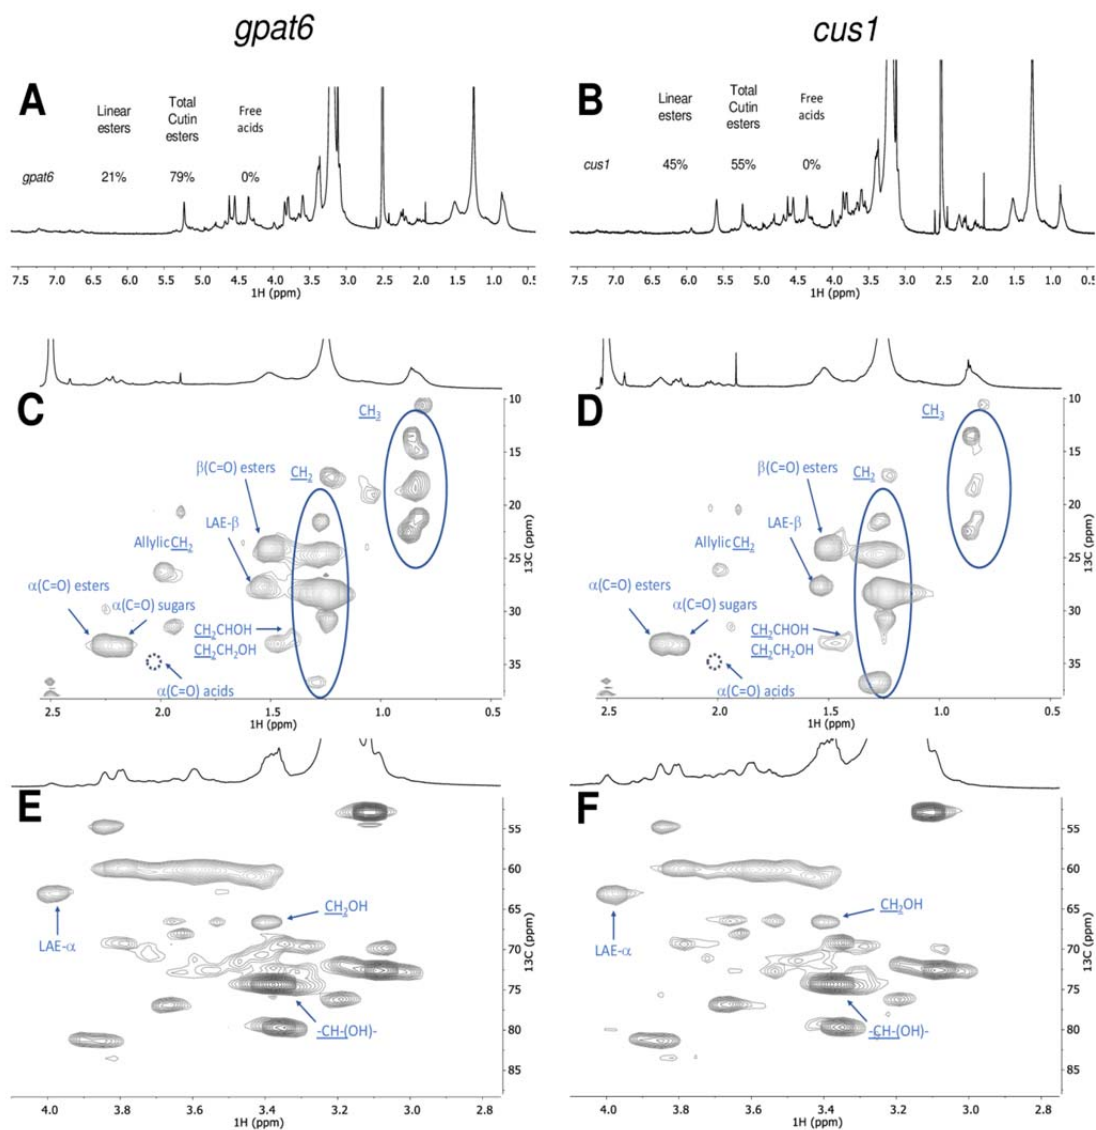 gpat6
cus1
A
Linear esters
Total Cutin esters
Free acids
gpat6 21% 79% 0%
7.5 7.0 6.5 6.0 5.5 5.0 4.5 4.0 3.5 3.0 2.5 2.0 1.5 1.0 0.5
1H (ppm)
B
Linear esters
Total Cutin esters
Free acids
cus1 45% 55% 0%
7.5 7.0 6.5 6.0 5.5 5.0 4.5 4.0 3.5 3.0 2.5 2.0 1.5 1.0 0.5
1H (ppm)
C
CH3
β(C=O) esters
CH2
LAE-β
Allylic CH2
α(C=O) esters
α(C=O) sugars
CH2CHOH
CH2CH2OH
α(C=O) acids
10
15
20
25
30
35
13C (ppm)
2.5 2.0 1.5 1.0 0.5
1H (ppm)
D
CH3
β(C=O) esters
CH2
LAE-β
Allylic CH2
α(C=O) esters
α(C=O) sugars
CH2CHOH
CH2CH2OH
α(C=O) acids
10
15
20
25
30
35
13C (ppm)
2.5 2.0 1.5 1.0 0.5
1H (ppm)
E
CH2OH
LAE-α
-CH-(OH)-
55
60
65
70
75
80
85
13C (ppm)
4.0 3.8 3.6 3.4 3.2 3.0 2.8
1H (ppm)
F
CH2OH
LAE-α
-CH-(OH)-
55
60
65
70
75
80
85
13C (ppm)
4.0 3.8 3.6 3.4 3.2 3.0 2.8
1H (ppm)